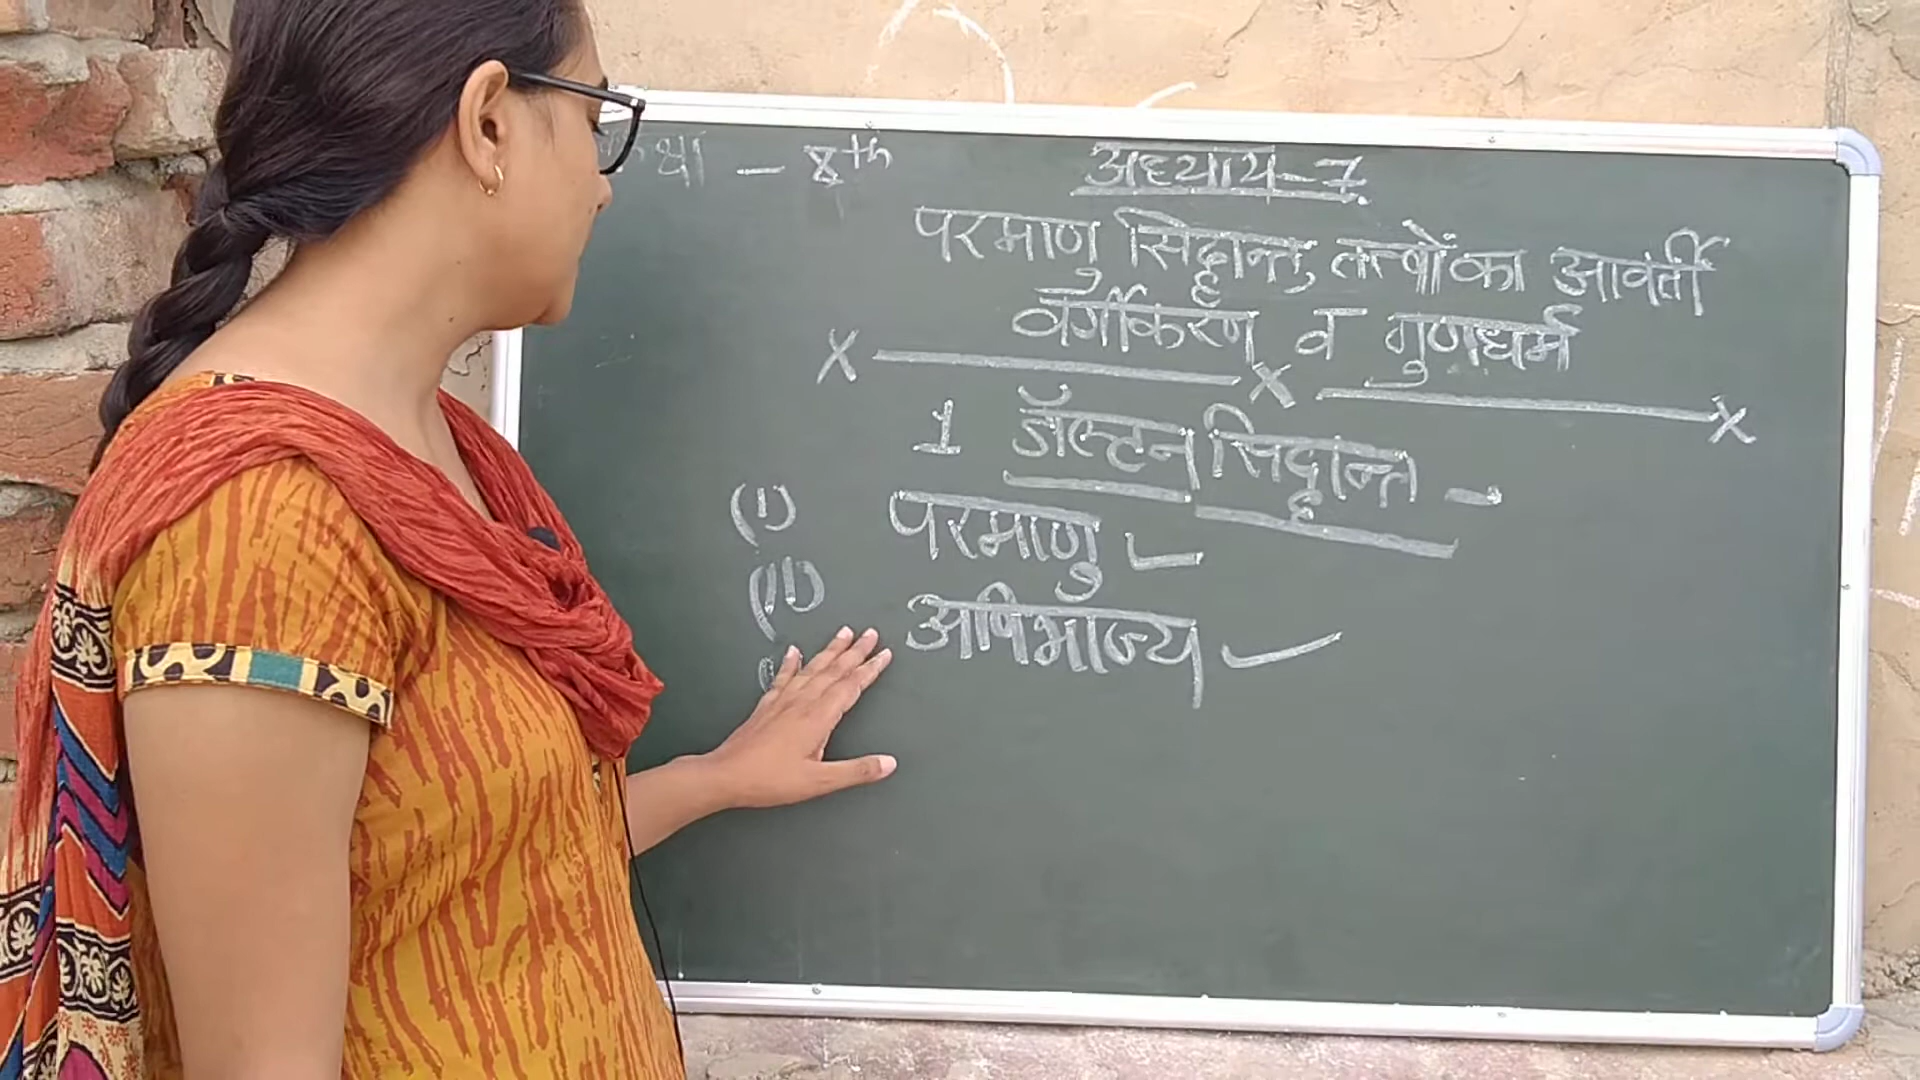 कक्षा - 8th
अध्याय-7
परमाणु सिद्धान्त, तत्वों का आवर्ती
वर्गीकरण व गुणधर्म
x x x
1 डॉल्टन सिद्धान्त -
(I) परमाणु -
(II) अविभाज्य